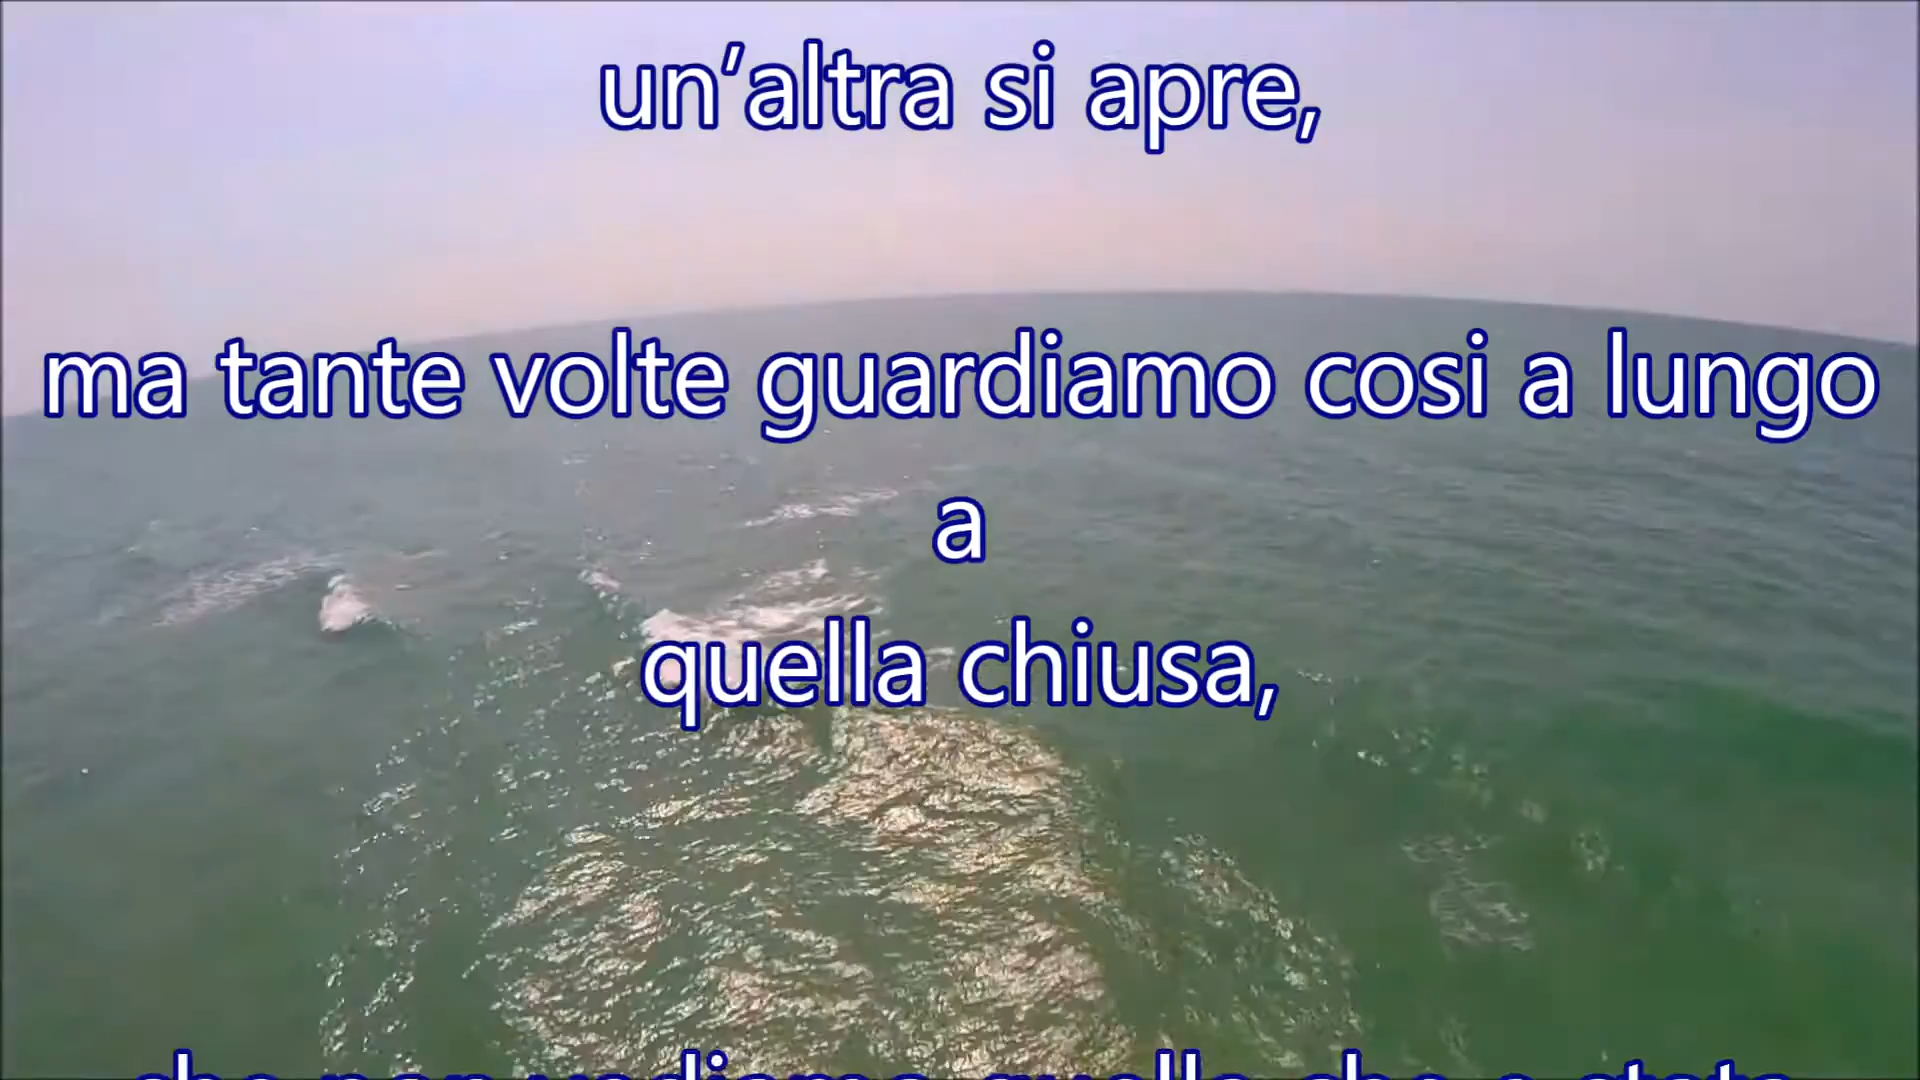 un’altra si apre,
ma tante volte guardiamo cosi a lungo
a
quella chiusa,
che non vediamo quella che e stata